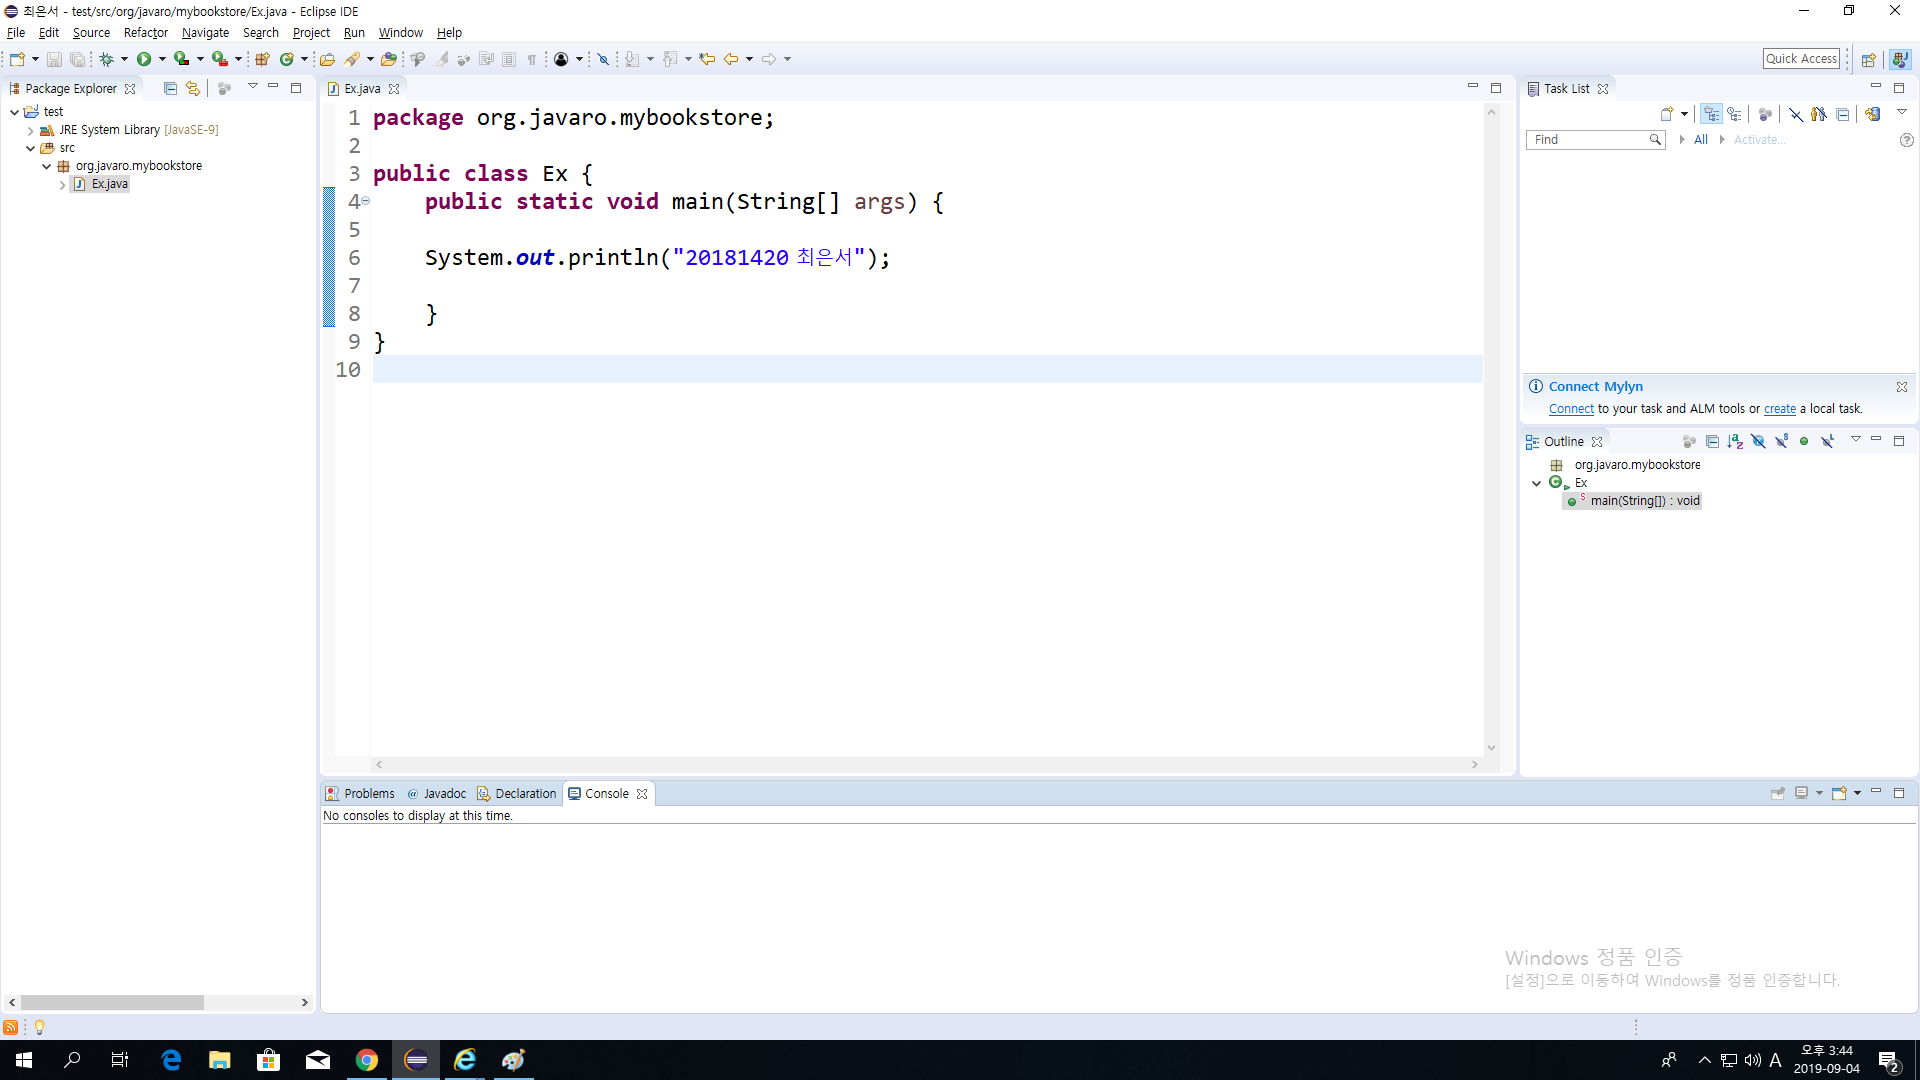 최은서 - test/src/org/javaro/mybookstore/Ex.java - Eclipse IDE
File Edit Source Refactor Navigate Search Project Run Window Help
Quick Access
Package Explorer
test
JRE System Library [JavaSE-9]
src
org.javaro.mybookstore
Ex.java
Ex.java
1 package org.javaro.mybookstore;
2
3 public class Ex {
4 public static void main(String[] args) {
5
6 System.out.println("20181420 최은서");
7
8 }
9 }
10
Task List
Find All Activate...
Connect Mylyn
Connect to your task and ALM tools or create a local task.
Outline
org.javaro.mybookstore
Ex
main(String[]) : void
Problems @ Javadoc Declaration Console
No consoles to display at this time.
Windows 정품 인증
[설정]으로 이동하여 Windows를 정품 인증합니다.
A
오후 3:44
2019-09-04
2